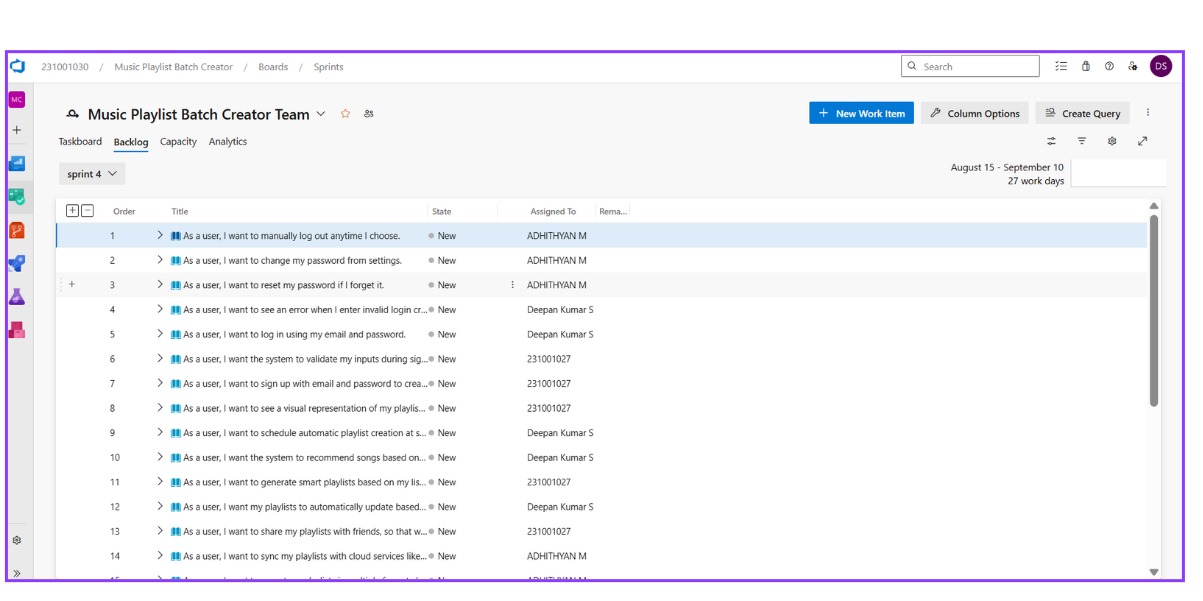 231001030 / Music Playlist Batch Creator / Boards / Sprints
Search
DS
MC
Music Playlist Batch Creator Team
New Work Item
Column Options
Create Query
Taskboard Backlog Capacity Analytics
sprint 4
August 15 - September 10
27 work days
Order Title State Assigned To Rema...
1 As a user, I want to manually log out anytime I choose. New ADHITHYAN M
2 As a user, I want to change my password from settings. New ADHITHYAN M
3 As a user, I want to reset my password if I forget it. New ADHITHYAN M
4 As a user, I want to see an error when I enter invalid login cr... New Deepan Kumar S
5 As a user, I want to log in using my email and password. New Deepan Kumar S
6 As a user, I want the system to validate my inputs during sig... New 231001027
7 As a user, I want to sign up with email and password to crea... New 231001027
8 As a user, I want to see a visual representation of my playlis... New 231001027
9 As a user, I want to schedule automatic playlist creation at s... New Deepan Kumar S
10 As a user, I want the system to recommend songs based on... New Deepan Kumar S
11 As a user, I want to generate smart playlists based on my lis... New 231001027
12 As a user, I want my playlists to automatically update based... New Deepan Kumar S
13 As a user, I want to share my playlists with friends, so that w... New 231001027
14 As a user, I want to sync my playlists with cloud services like... New ADHITHYAN M